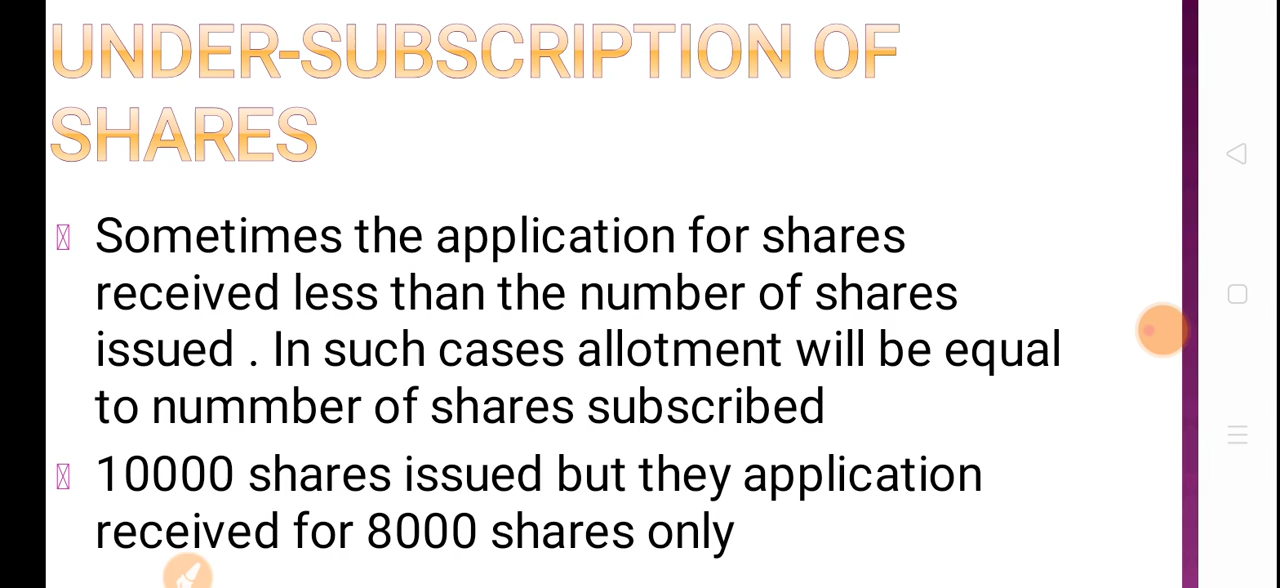 UNDER-SUBSCRIPTION OF
SHARES
Sometimes the application for shares
received less than the number of shares
issued . In such cases allotment will be equal
to nummber of shares subscribed
10000 shares issued but they application
received for 8000 shares only